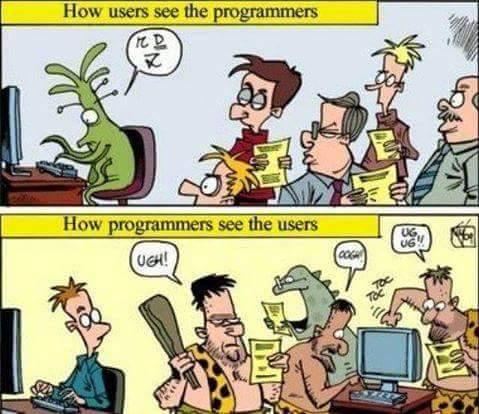 How users see the programmers
How programmers see the users
UGH!
OOGH!
UG
UG!!
TOC
TOC